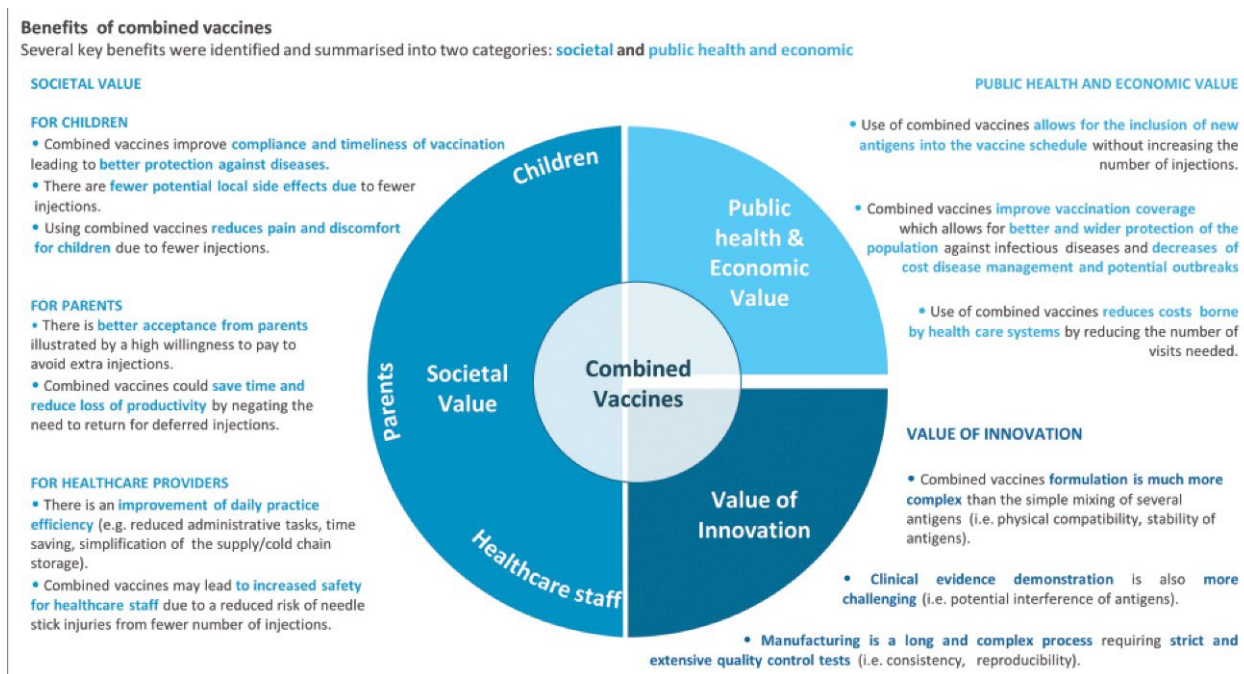 Benefits of combined vaccines
Several key benefits were identified and summarised into two categories: societal and public health and economic
SOCIETAL VALUE
FOR CHILDREN
• Combined vaccines improve compliance and timeliness of vaccination
leading to better protection against diseases.
• There are fewer potential local side effects due to fewer
injections.
• Using combined vaccines reduces pain and discomfort
for children due to fewer injections.
FOR PARENTS
• There is better acceptance from parents
illustrated by a high willingness to pay to
avoid extra injections.
• Combined vaccines could save time and
reduce loss of productivity by negating the
need to return for deferred injections.
FOR HEALTHCARE PROVIDERS
• There is an improvement of daily practice
efficiency (e.g. reduced administrative tasks, time
saving, simplification of the supply/cold chain
storage).
• Combined vaccines may lead to increased safety
for healthcare staff due to a reduced risk of needle
stick injuries from fewer number of injections.
Children
Parents
Healthcare staff
Societal
Value
Combined
Vaccines
Public
health &
Economic
Value
Value of
Innovation
PUBLIC HEALTH AND ECONOMIC VALUE
• Use of combined vaccines allows for the inclusion of new
antigens into the vaccine schedule without increasing the
number of injections.
• Combined vaccines improve vaccination coverage
which allows for better and wider protection of the
population against infectious diseases and decreases of
cost disease management and potential outbreaks
• Use of combined vaccines reduces costs borne
by health care systems by reducing the number of
visits needed.
VALUE OF INNOVATION
• Combined vaccines formulation is much more
complex than the simple mixing of several
antigens (i.e. physical compatibility, stability of
antigens).
• Clinical evidence demonstration is also more
challenging (i.e. potential interference of antigens).
• Manufacturing is a long and complex process requiring strict and
extensive quality control tests (i.e. consistency, reproducibility).